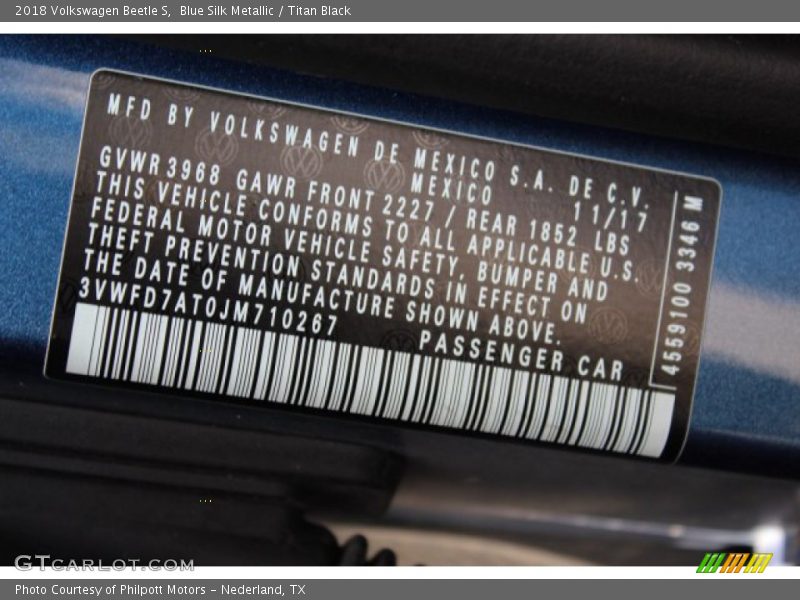 2018 Volkswagen Beetle S,  Blue Silk Metallic / Titan Black
MFD BY VOLKSWAGEN DE MEXICO S.A. DE C.V.
MEXICO 11/17
GVWR 3968 GAWR FRONT 2227 / REAR 1852 LBS
THIS VEHICLE CONFORMS TO ALL APPLICABLE U.S.
FEDERAL MOTOR VEHICLE SAFETY, BUMPER AND
THEFT PREVENTION STANDARDS IN EFFECT ON
THE DATE OF MANUFACTURE SHOWN ABOVE.
3VWFD7AT0JM710267 PASSENGER CAR
4559100 3346 M
GTCARLOT.COM
Photo Courtesy of Philpott Motors - Nederland, TX